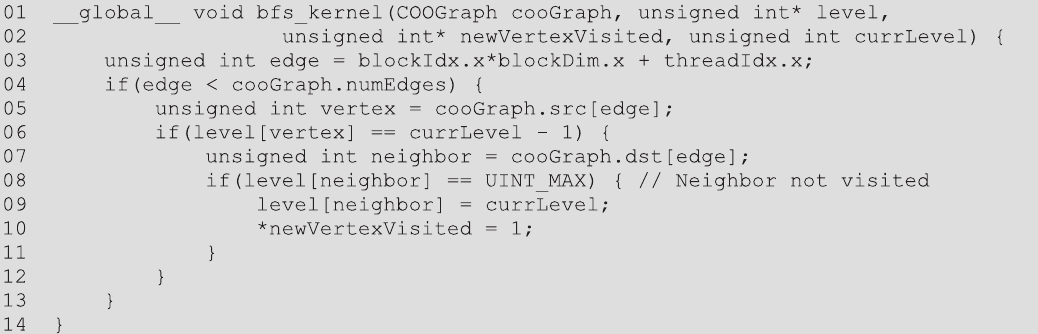 01  __global__ void bfs_kernel(COOGraph cooGraph, unsigned int* level,
02                  unsigned int* newVertexVisited, unsigned int currLevel) {
03      unsigned int edge = blockIdx.x*blockDim.x + threadIdx.x;
04      if(edge < cooGraph.numEdges) {
05          unsigned int vertex = cooGraph.src[edge];
06          if(level[vertex] == currLevel - 1) {
07              unsigned int neighbor = cooGraph.dst[edge];
08              if(level[neighbor] == UINT_MAX) { // Neighbor not visited
09                  level[neighbor] = currLevel;
10                  *newVertexVisited = 1;
11              }
12          }
13      }
14  }